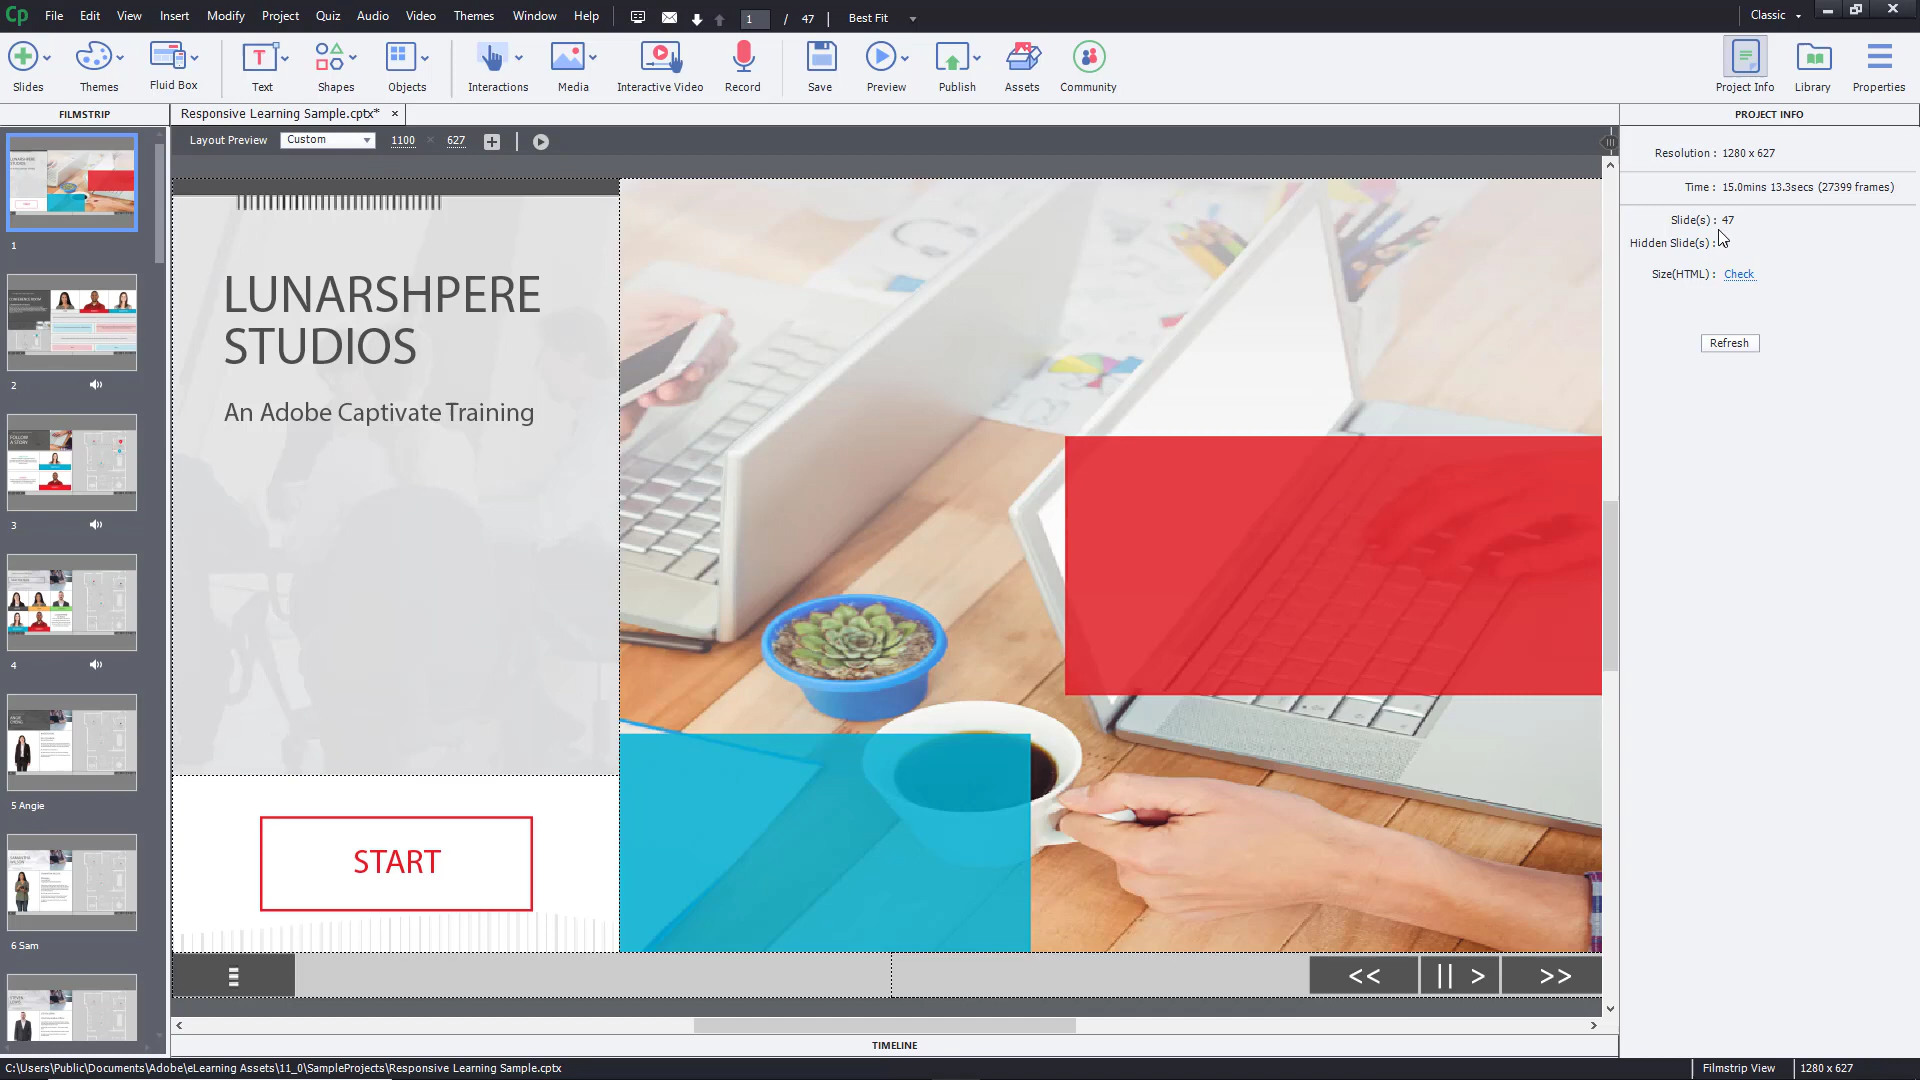 Cp File Edit View Insert Modify Project Quiz Audio Video Themes Window Help 1 / 47 Best Fit Classic
Slides Themes Fluid Box Text Shapes Objects Interactions Media Interactive Video Record Save Preview Publish Assets Community Project Info Library Properties
FILMSTRIP
Responsive Learning Sample.cptx*
PROJECT INFO
Layout Preview Custom 1100 × 627
Resolution : 1280 x 627
Time : 15.0mins 13.3secs (27399 frames)
Slide(s) : 47
Hidden Slide(s) :
Size(HTML) : Check
Refresh
1
2
3
4
5 Angie
6 Sam
LUNARSHPERE
STUDIOS
An Adobe Captivate Training
START
<< || > >>
TIMELINE
C:\Users\Public\Documents\Adobe\eLearning Assets\11_0\SampleProjects\Responsive Learning Sample.cptx
Filmstrip View 1280 x 627